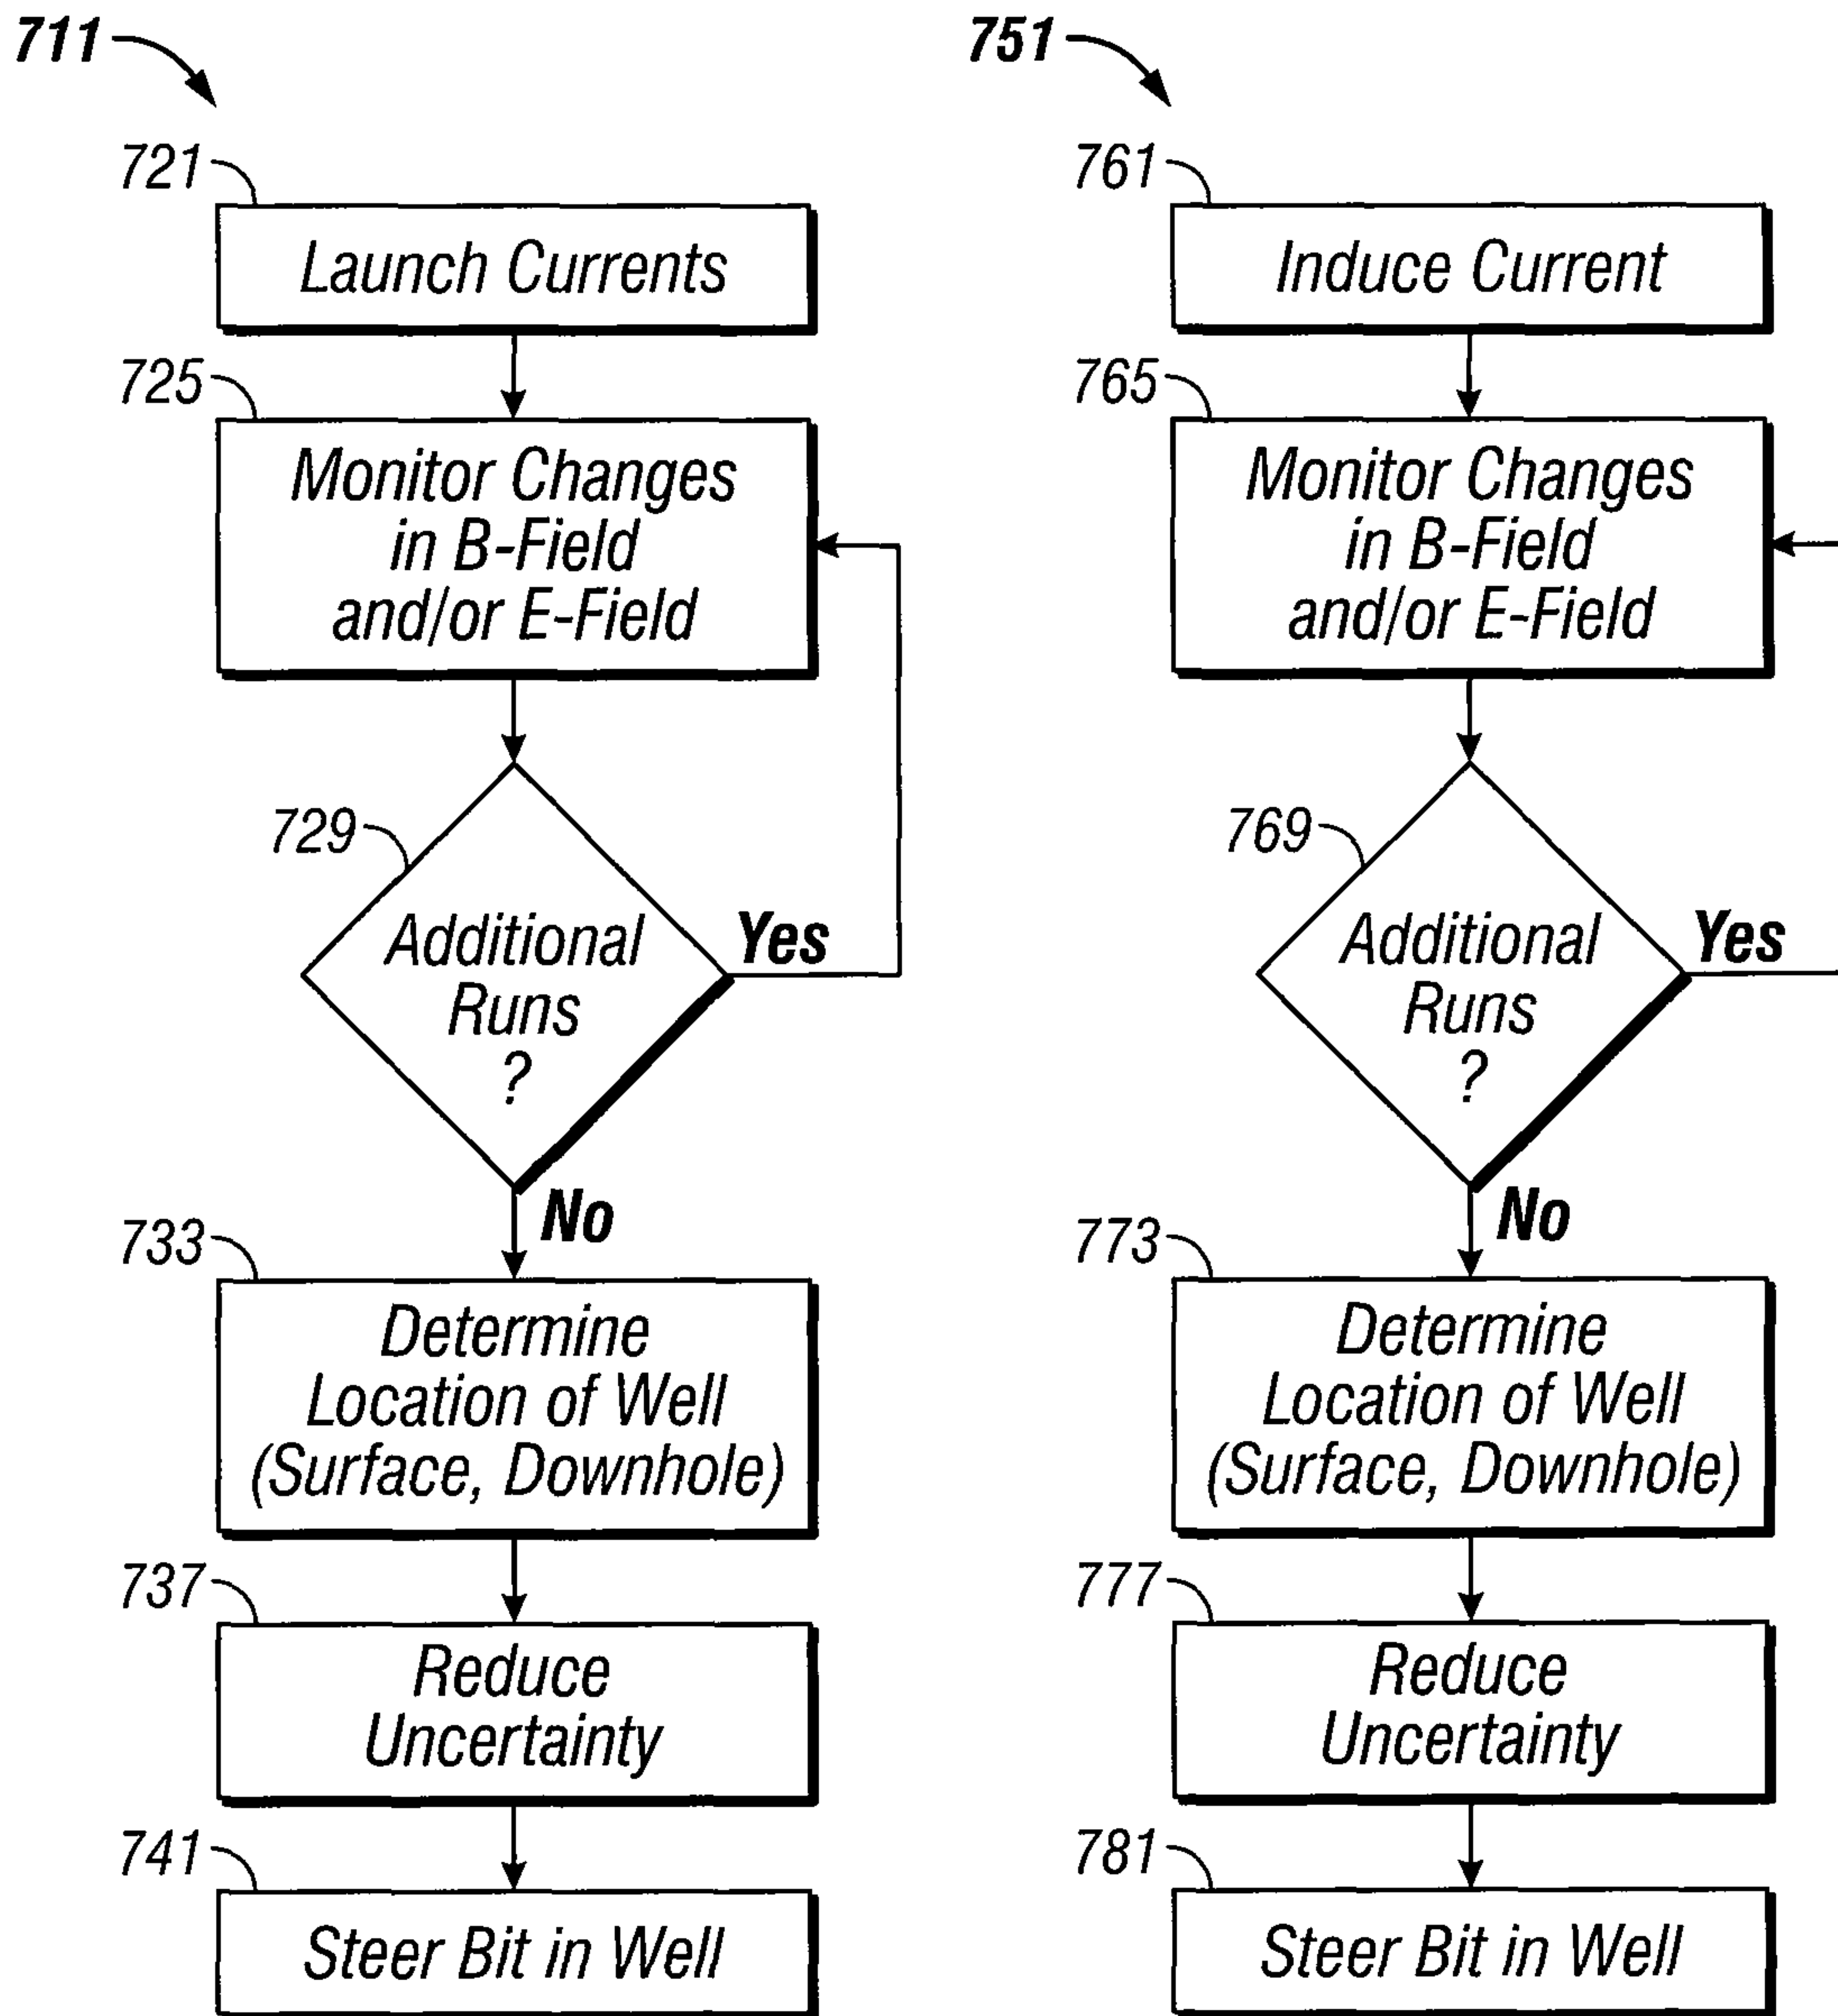 711
721
Launch Currents
725
Monitor Changes
in B-Field
and/or E-Field
729
Additional
Runs
?
Yes
No
733
Determine
Location of Well
(Surface, Downhole)
737
Reduce
Uncertainty
741
Steer Bit in Well
751
761
Induce Current
765
Monitor Changes
in B-Field
and/or E-Field
769
Additional
Runs
?
Yes
No
773
Determine
Location of Well
(Surface, Downhole)
777
Reduce
Uncertainty
781
Steer Bit in Well